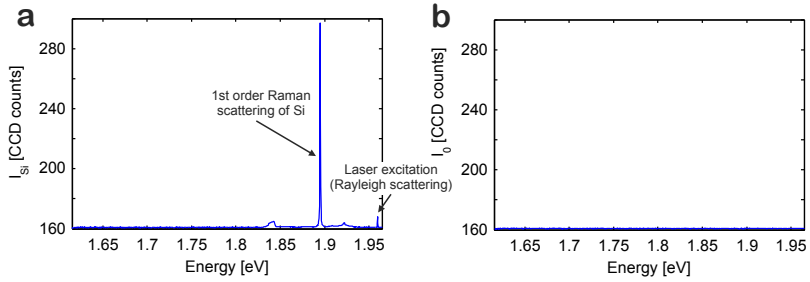 a
I_Si [CCD counts]
280
240
200
160
1st order Raman
scattering of Si
Laser excitation
(Rayleigh scattering)
1.65 1.7 1.75 1.8 1.85 1.9 1.95
Energy [eV]
b
I_0 [CCD counts]
280
240
200
160
1.65 1.7 1.75 1.8 1.85 1.9 1.95
Energy [eV]